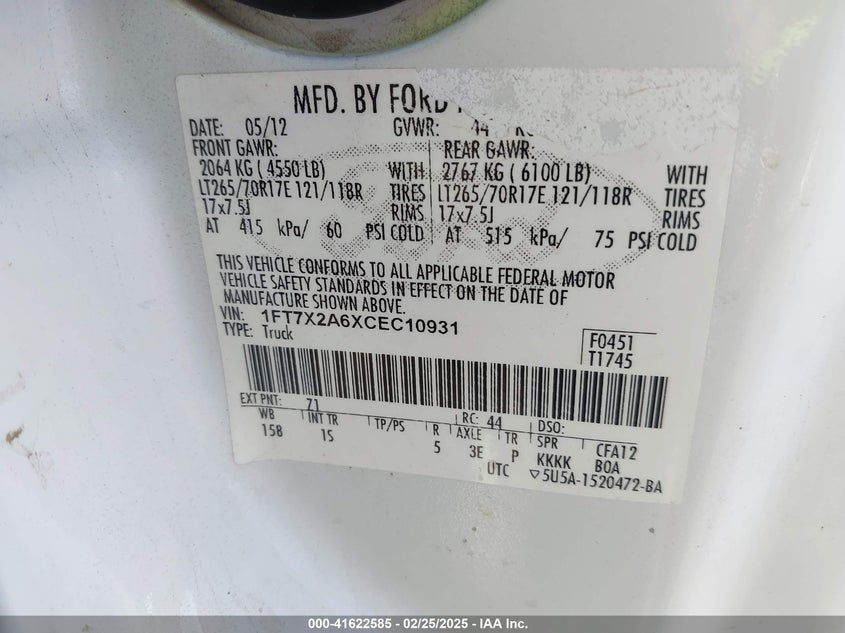 MFD. BY FORD
DATE: 05/12 GVWR: 44
FRONT GAWR: REAR GAWR:
2064 KG ( 4550 LB) WITH 2767 KG ( 6100 LB) WITH
LT265/70R17E 121/118R TIRES LT265/70R17E 121/118R TIRES
17x7.5J RIMS 17x7.5J RIMS
AT 415 kPa/ 60 PSI COLD AT 515 kPa/ 75 PSI COLD
THIS VEHICLE CONFORMS TO ALL APPLICABLE FEDERAL MOTOR
VEHICLE SAFETY STANDARDS IN EFFECT ON THE DATE OF
MANUFACTURE SHOWN ABOVE.
VIN: 1FT7X2A6XCEC10931
TYPE: Truck
F0451
T1745
EXT PNT: 71 RC: 44 DSO:
WB INT TR TP/PS R AXLE TR SPR CFA12
158 1S 5 3E P KKKK BOA
UTC ▽5U5A-1520472-BA
000-41622585 - 02/25/2025 - IAA Inc.